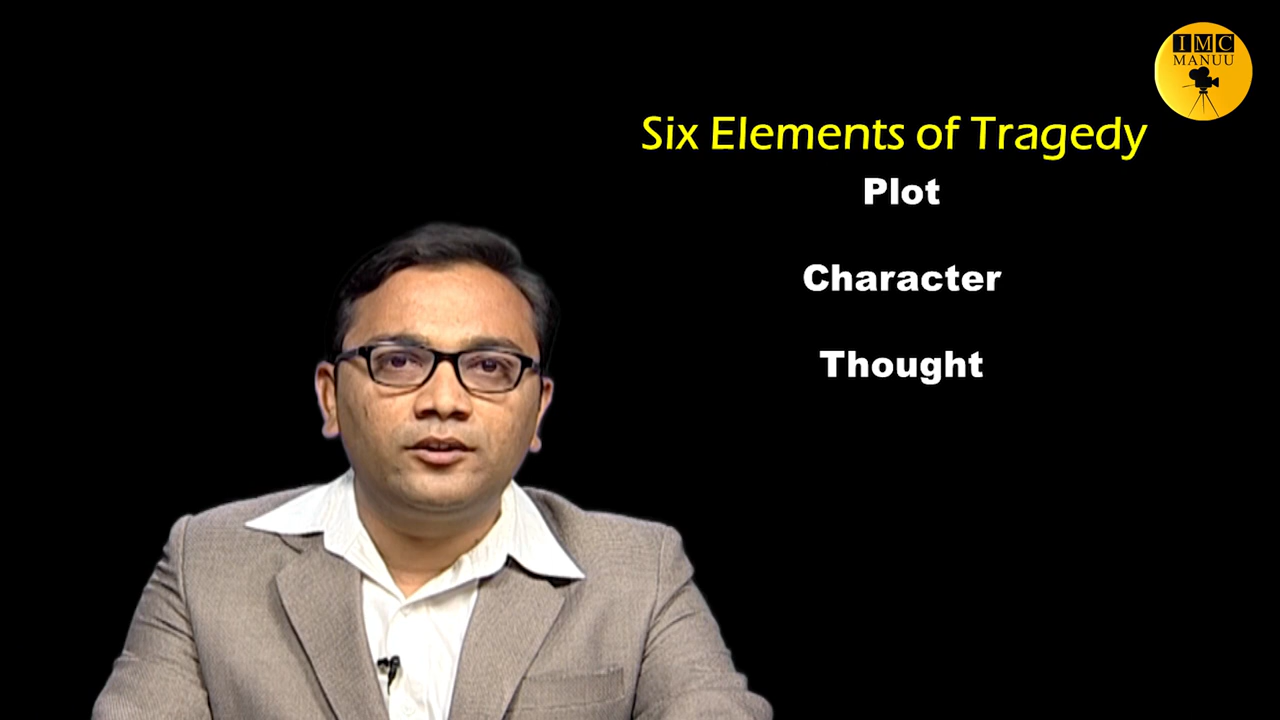 IMC
MANUU
Six Elements of Tragedy
Plot
Character
Thought